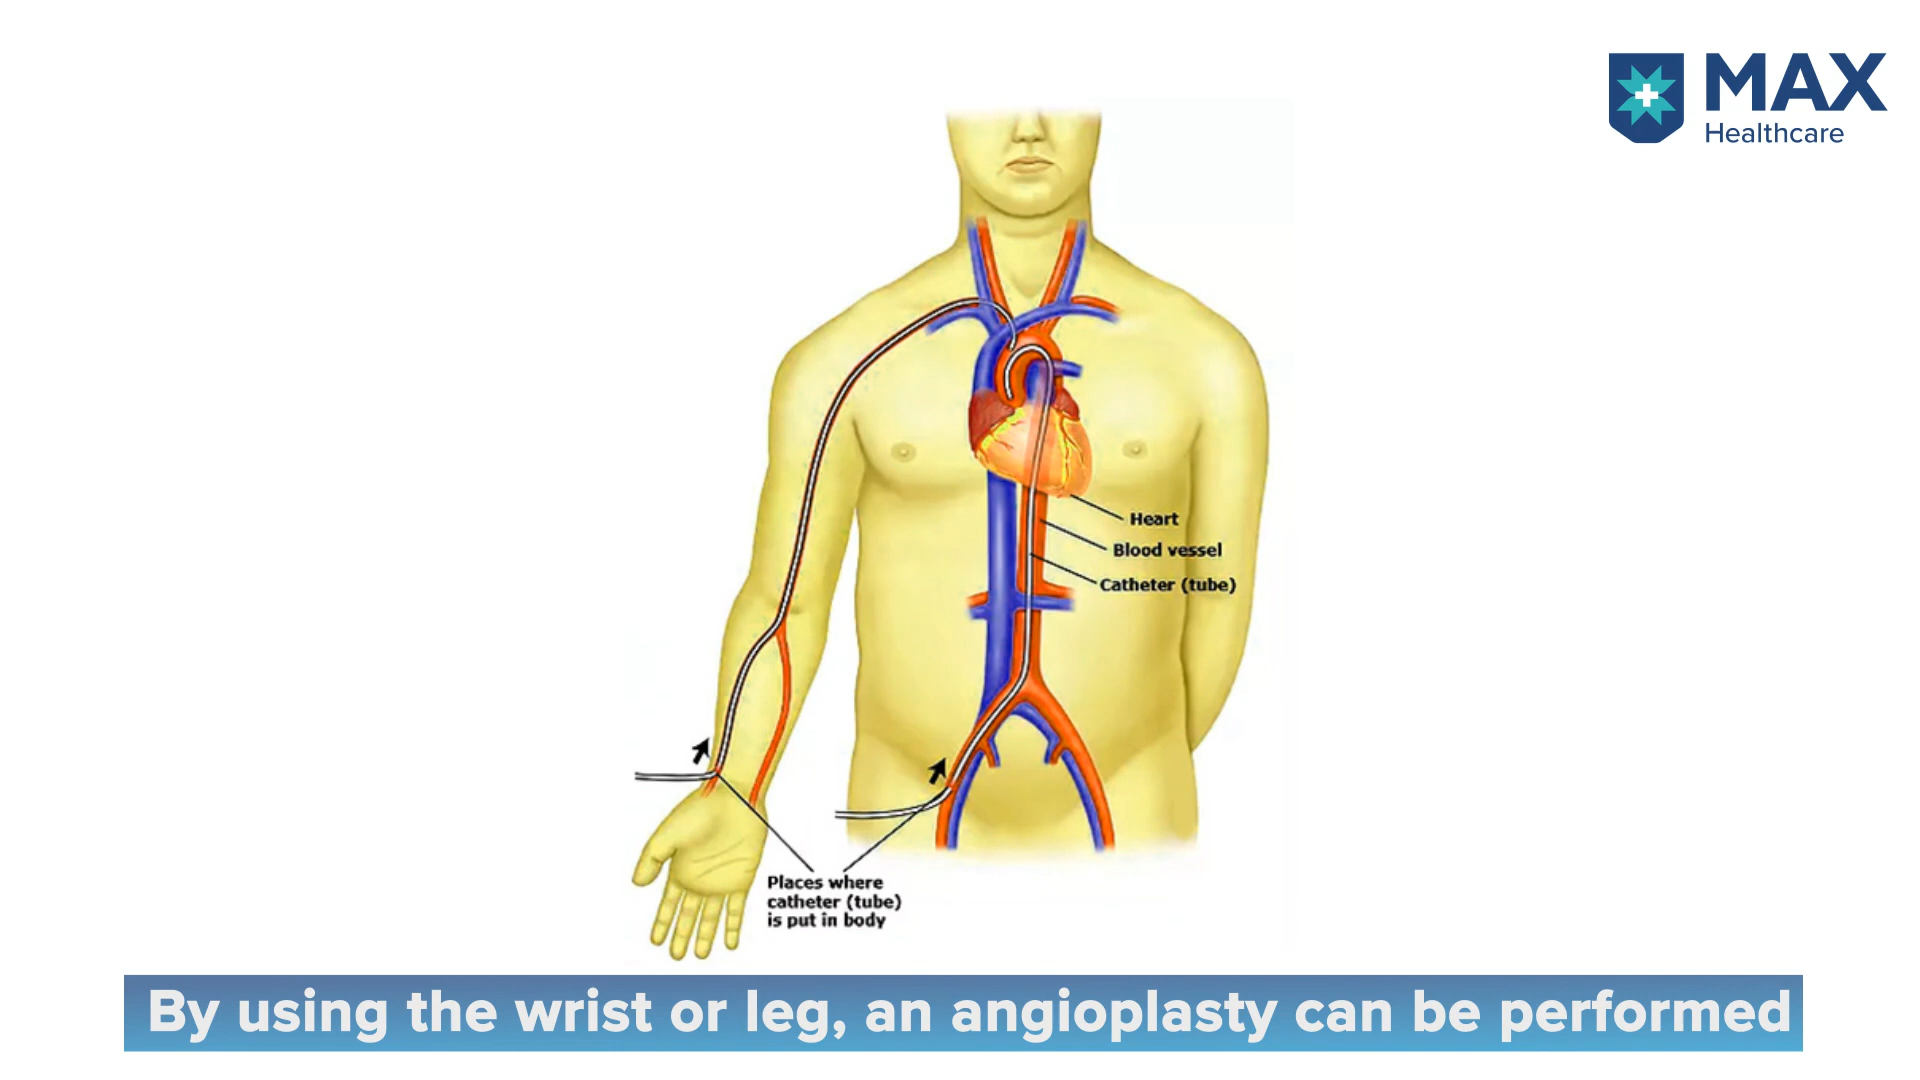 MAX
Healthcare
Heart
Blood vessel
Catheter (tube)
Places where
catheter (tube)
is put in body
By using the wrist or leg, an angioplasty can be performed